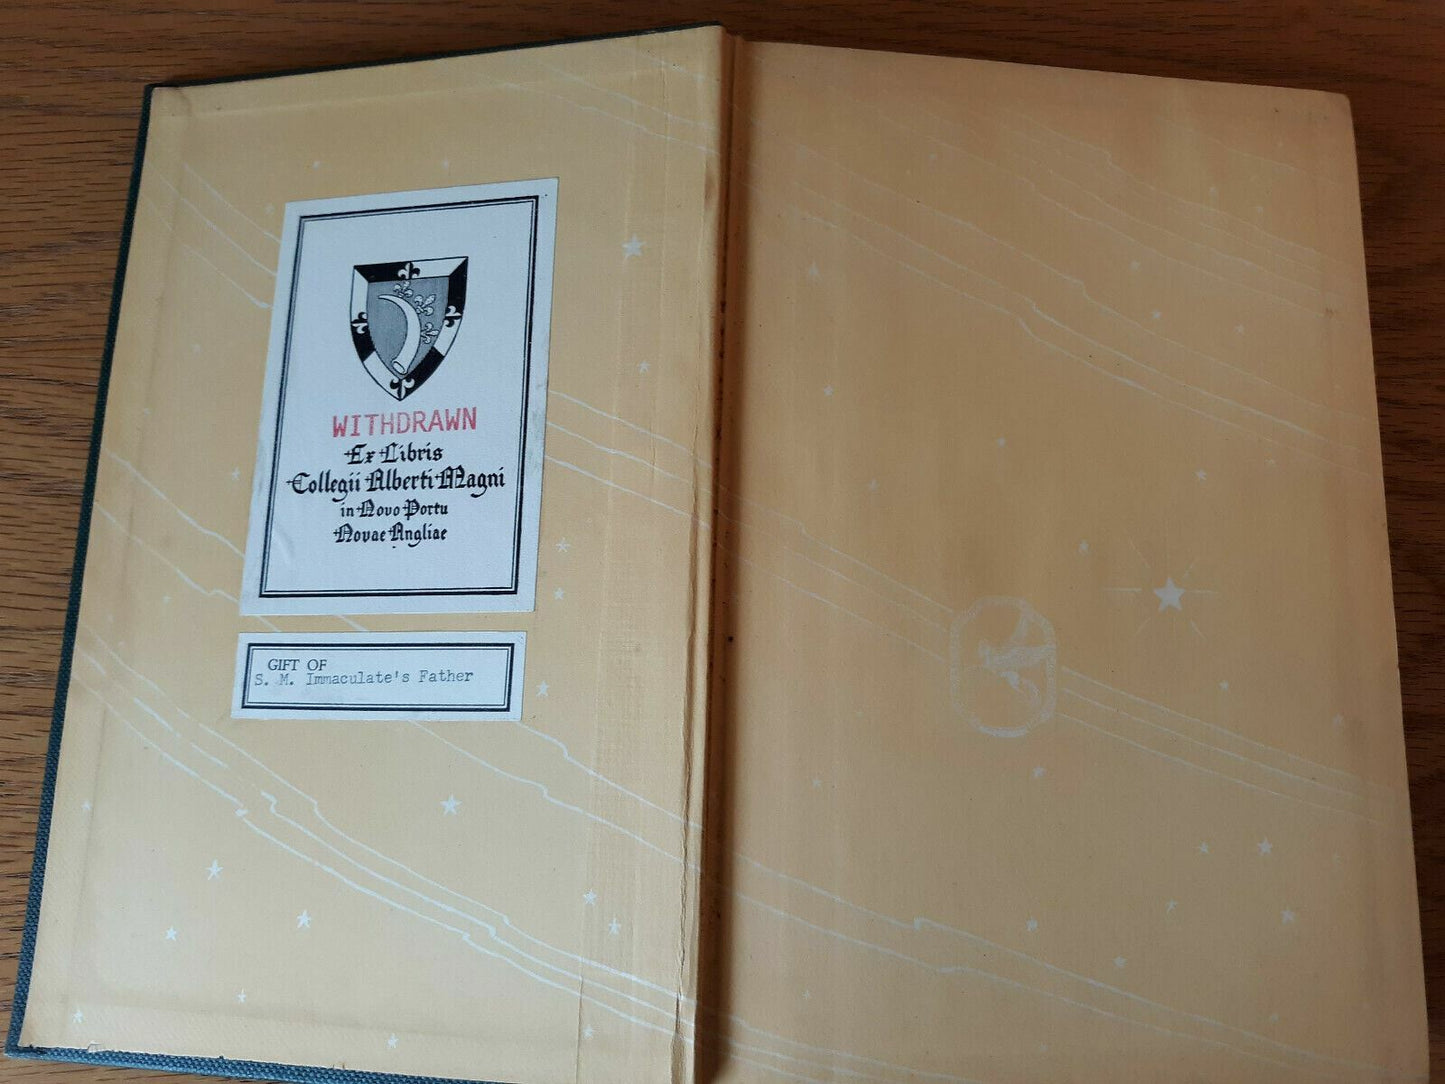 WITHDRAWN
Ex Libris
Collegii Alberti Magni
in Novo Portu
Novae Angliae
GIFT OF
S. M. Immaculate's Father